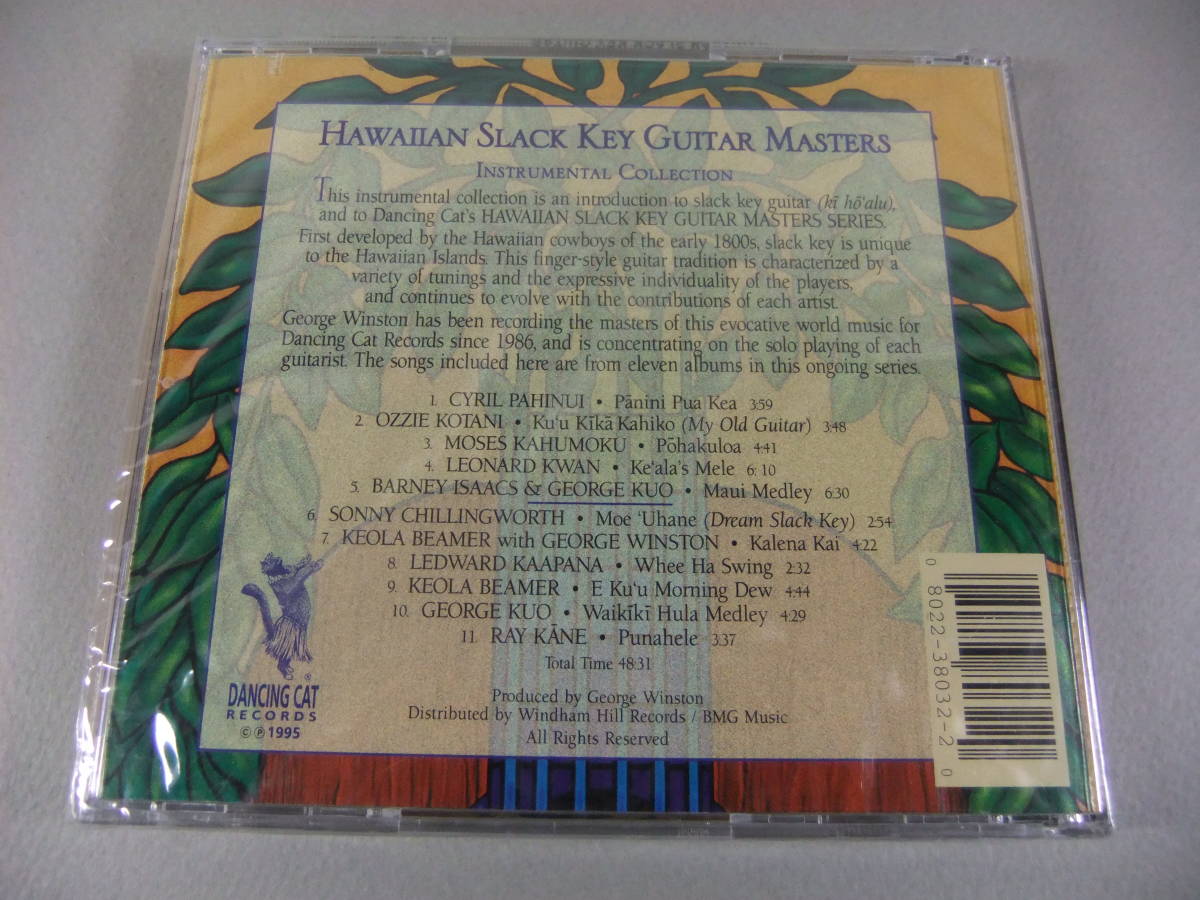 HAWAIIAN SLACK KEY GUITAR MASTERS
INSTRUMENTAL COLLECTION
This instrumental collection is an introduction to slack key guitar (kī hō'alu),
and to Dancing Cat's HAWAIIAN SLACK KEY GUITAR MASTERS SERIES.
First developed by the Hawaiian cowboys of the early 1800s, slack key is unique
to the Hawaiian Islands. This finger-style guitar tradition is characterized by a
variety of tunings and the expressive individuality of the players,
and continues to evolve with the contributions of each artist.
George Winston has been recording the masters of this evocative world music for
Dancing Cat Records since 1986, and is concentrating on the solo playing of each
guitarist. The songs included here are from eleven albums in this ongoing series.
1. CYRIL PAHINUI • Pānini Pua Kea 3:59
2. OZZIE KOTANI • Ku'u Kīkā Kahiko (My Old Guitar) 3:48
3. MOSES KAHUMOKU • Pōhakuloa 4:41
4. LEONARD KWAN • Ke'ala's Mele 6:10
5. BARNEY ISAACS & GEORGE KUO • Maui Medley 6:30
6. SONNY CHILLINGWORTH • Moe 'Uhane (Dream Slack Key) 2:54
7. KEOLA BEAMER with GEORGE WINSTON • Kalena Kai 4:22
8. LEDWARD KAAPANA • Whee Ha Swing 2:32
9. KEOLA BEAMER • E Ku'u Morning Dew 4:44
10. GEORGE KUO • Waikīkī Hula Medley 4:29
11. RAY KĀNE • Punahele 3:37
Total Time 48:31
Produced by George Winston
Distributed by Windham Hill Records / BMG Music
All Rights Reserved
DANCING CAT ®
RECORDS
©℗1995
0 8022-38032-2 0